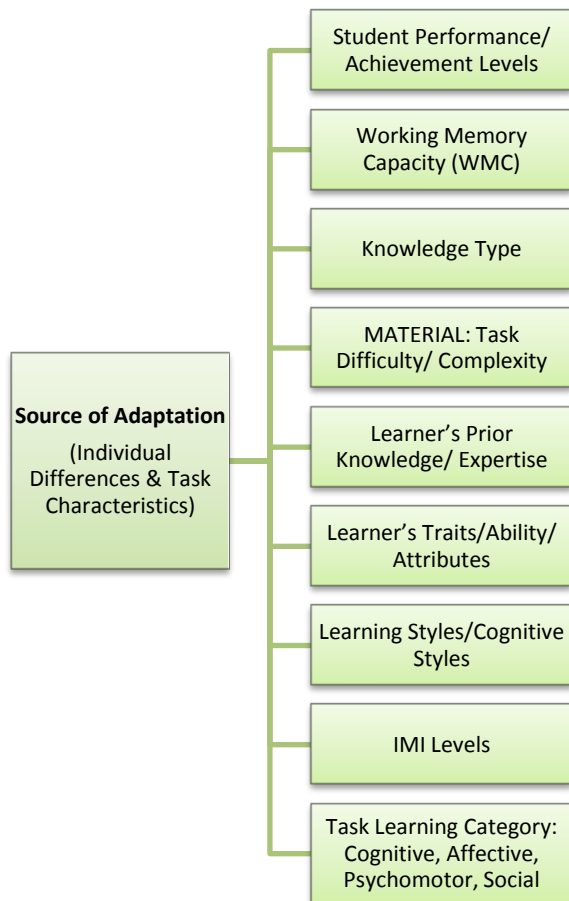 Student Performance/
Achievement Levels
Working Memory
Capacity (WMC)
Knowledge Type
MATERIAL: Task
Difficulty/ Complexity
Source of Adaptation
(Individual
Differences & Task
Characteristics)
Learner’s Prior
Knowledge/ Expertise
Learner’s Traits/Ability/
Attributes
Learning Styles/Cognitive
Styles
IMI Levels
Task Learning Category:
Cognitive, Affective,
Psychomotor, Social